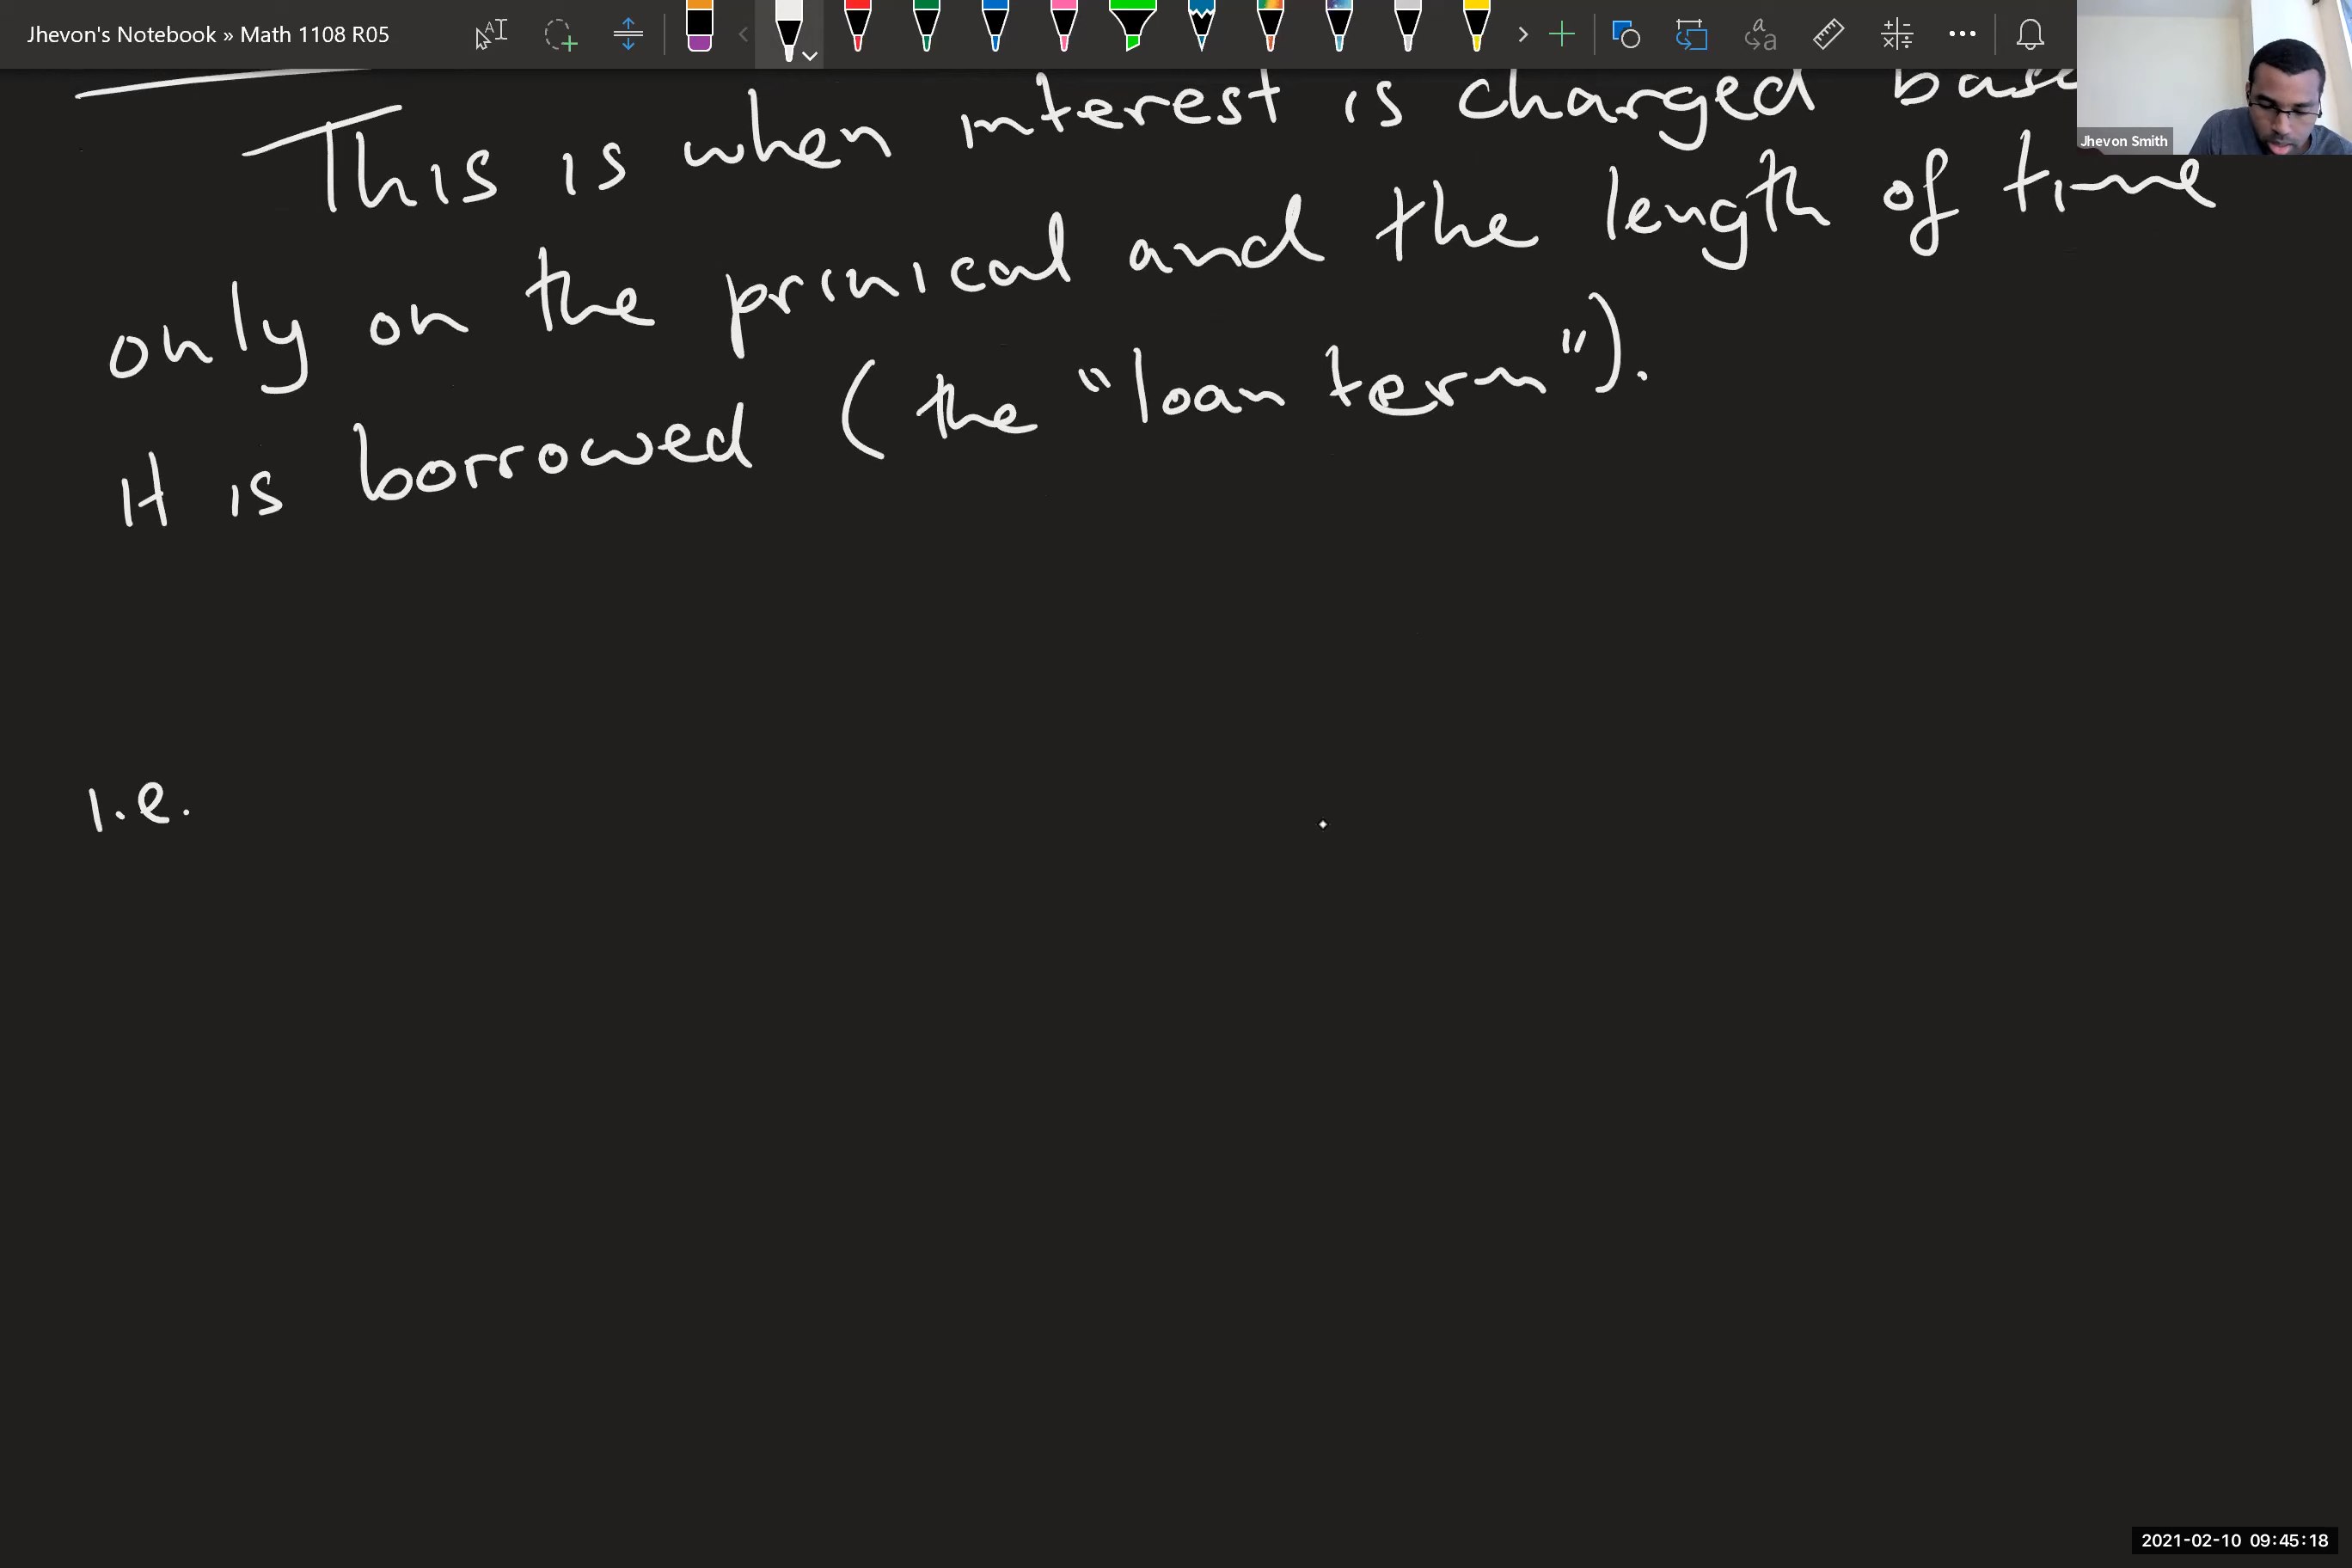 Jhevon's Notebook » Math 1108 R05
Jhevon Smith
This is when interest is charged base
only on the prinical and the length of time
it is borrowed (the "loan term").
i.e.
2021-02-10 09:45:18